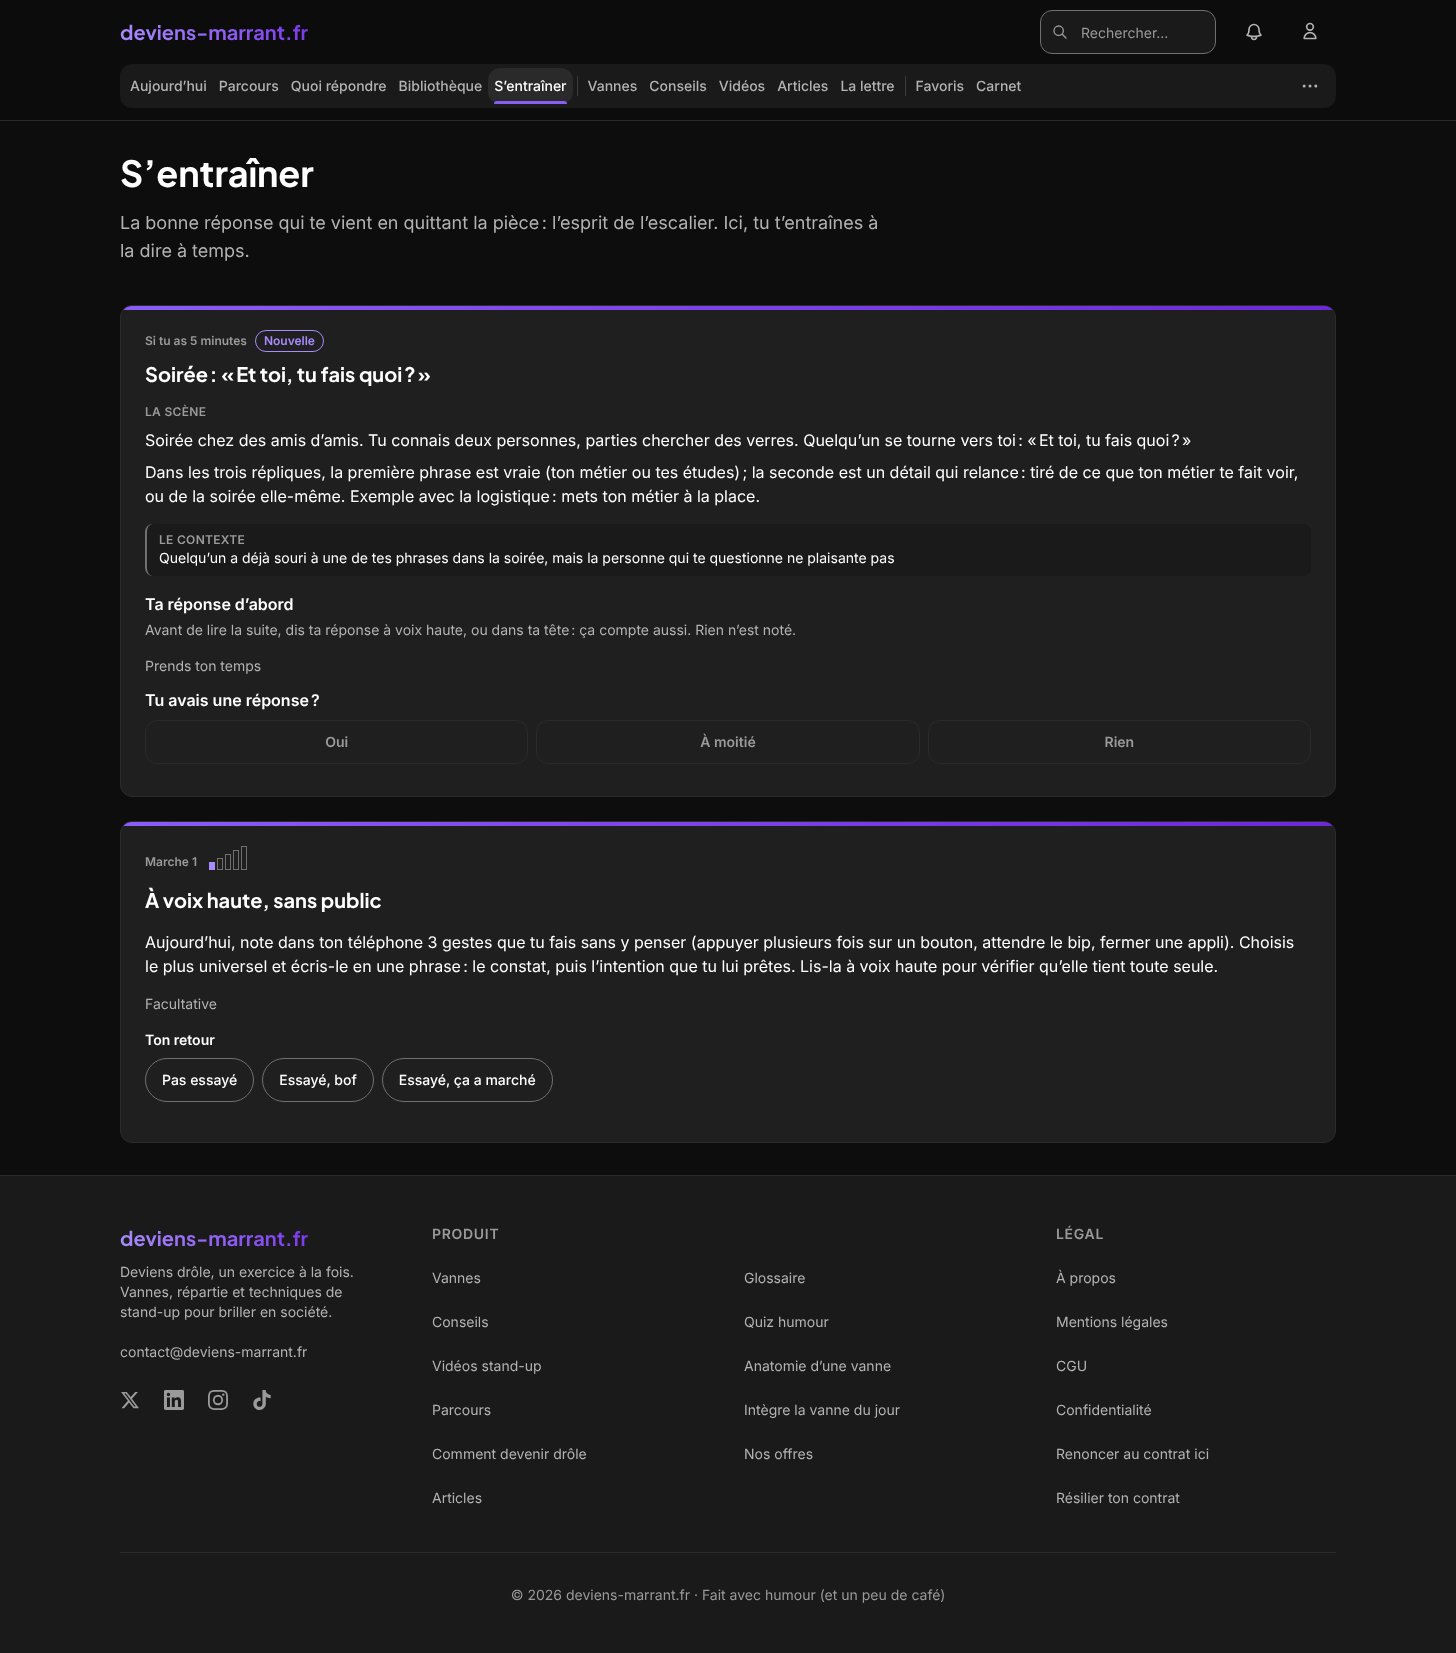 deviens-marrant.fr
Rechercher...
Aujourd’hui Parcours Quoi répondre Bibliothèque S’entraîner Vannes Conseils Vidéos Articles La lettre Favoris Carnet
S’entraîner
La bonne réponse qui te vient en quittant la pièce : l’esprit de l’escalier. Ici, tu t’entraînes à
la dire à temps.
Si tu as 5 minutes Nouvelle
Soirée : « Et toi, tu fais quoi ? »
LA SCÈNE
Soirée chez des amis d’amis. Tu connais deux personnes, parties chercher des verres. Quelqu’un se tourne vers toi : « Et toi, tu fais quoi ? »
Dans les trois répliques, la première phrase est vraie (ton métier ou tes études) ; la seconde est un détail qui relance : tiré de ce que ton métier te fait voir,
ou de la soirée elle-même. Exemple avec la logistique : mets ton métier à la place.
LE CONTEXTE
Quelqu’un a déjà souri à une de tes phrases dans la soirée, mais la personne qui te questionne ne plaisante pas
Ta réponse d’abord
Avant de lire la suite, dis ta réponse à voix haute, ou dans ta tête : ça compte aussi. Rien n’est noté.
Prends ton temps
Tu avais une réponse ?
Oui À moitié Rien
Marche 1
À voix haute, sans public
Aujourd’hui, note dans ton téléphone 3 gestes que tu fais sans y penser (appuyer plusieurs fois sur un bouton, attendre le bip, fermer une appli). Choisis
le plus universel et écris-le en une phrase : le constat, puis l’intention que tu lui prêtes. Lis-la à voix haute pour vérifier qu’elle tient toute seule.
Facultative
Ton retour
Pas essayé Essayé, bof Essayé, ça a marché
deviens-marrant.fr
Deviens drôle, un exercice à la fois.
Vannes, répartie et techniques de
stand-up pour briller en société.
contact@deviens-marrant.fr
PRODUIT
Vannes
Conseils
Vidéos stand-up
Parcours
Comment devenir drôle
Articles
Glossaire
Quiz humour
Anatomie d’une vanne
Intègre la vanne du jour
Nos offres
LÉGAL
À propos
Mentions légales
CGU
Confidentialité
Renoncer au contrat ici
Résilier ton contrat
© 2026 deviens-marrant.fr · Fait avec humour (et un peu de café)